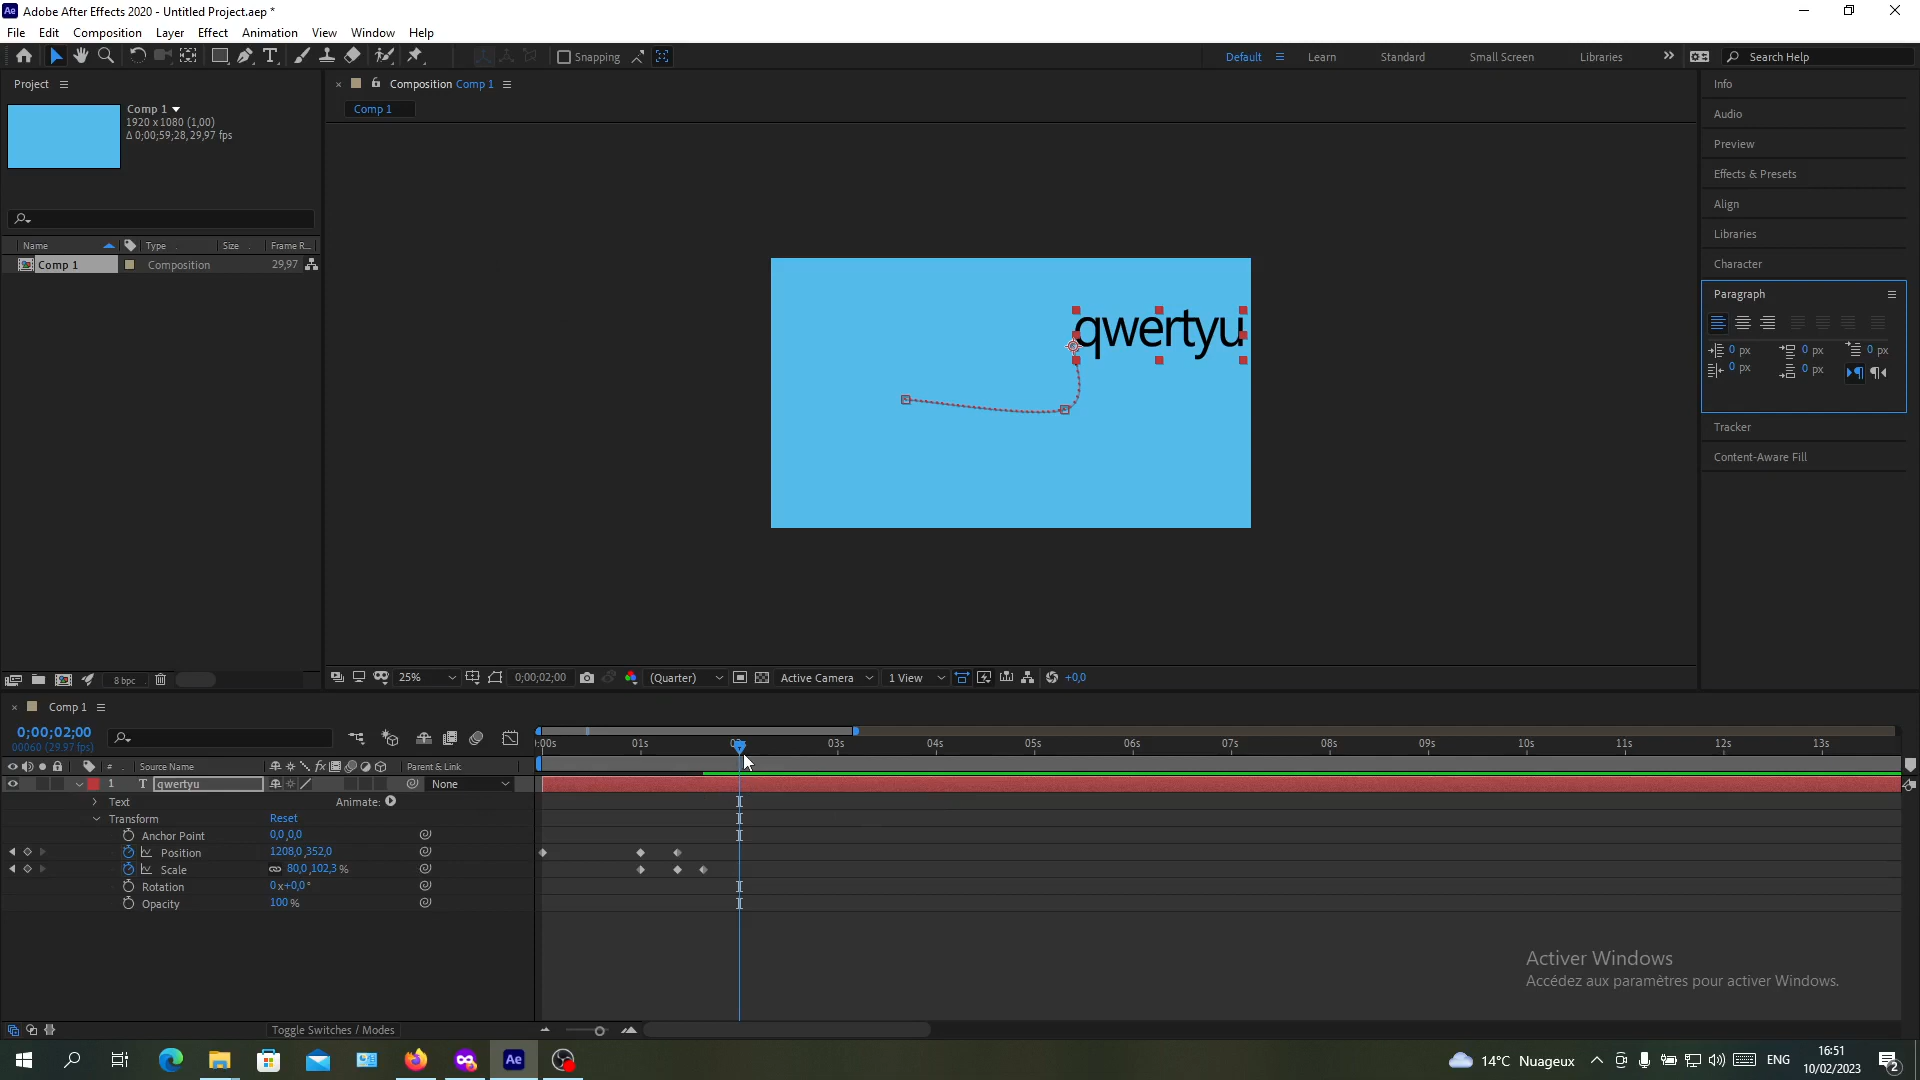 Adobe After Effects 2020 - Untitled Project.aep *
File Edit Composition Layer Effect Animation View Window Help
Snapping
Default Learn Standard Small Screen Libraries
Search Help
Project
Composition Comp 1
Comp 1
Comp 1
1920 x 1080 (1,00)
Δ 0;00;59;28, 29,97 fps
Name Type Size Frame R...
Comp 1 Composition 29,97
qwertyu
Info
Audio
Preview
Effects & Presets
Align
Libraries
Character
Paragraph
0 px 0 px 0 px
0 px 0 px
Tracker
Content-Aware Fill
8 bpc
25% 0;00;02;00 (Quarter) Active Camera 1 View +0,0
Comp 1
0;00;02;00
00060 (29.97 fps)
:00s 01s 02s 03s 04s 05s 06s 07s 08s 09s 10s 11s 12s 13s
# Source Name Parent & Link
1 T qwertyu None
Text Animate:
Transform Reset
Anchor Point 0,0,0,0
Position 1208,0,352,0
Scale 80,0,102,3 %
Rotation 0x+0,0°
Opacity 100 %
Activer Windows
Accédez aux paramètres pour activer Windows.
Toggle Switches / Modes
Ae
14°C Nuageux ENG 16:51
10/02/2023
2